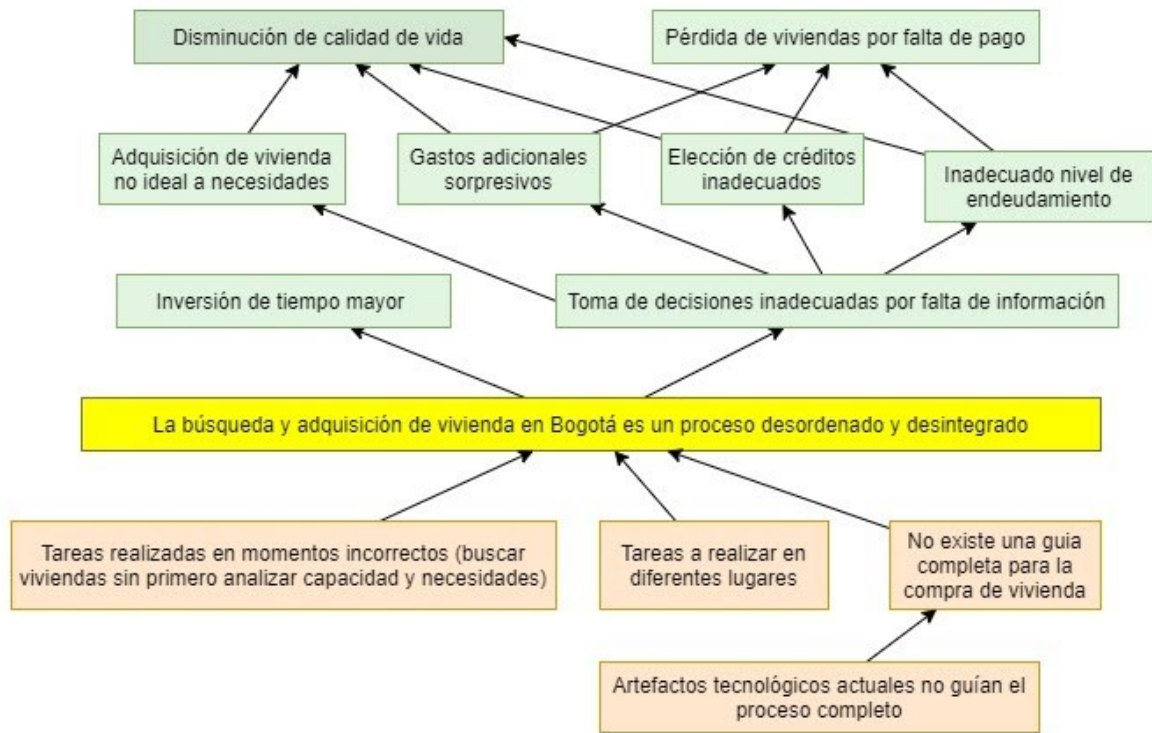 Disminución de calidad de vida
Pérdida de viviendas por falta de pago
Adquisición de vivienda
no ideal a necesidades
Gastos adicionales
sorpresivos
Elección de créditos
inadecuados
Inadecuado nivel de
endeudamiento
Inversión de tiempo mayor
Toma de decisiones inadecuadas por falta de información
La búsqueda y adquisición de vivienda en Bogotá es un proceso desordenado y desintegrado
Tareas realizadas en momentos incorrectos (buscar
viviendas sin primero analizar capacidad y necesidades)
Tareas a realizar en
diferentes lugares
No existe una guia
completa para la
compra de vivienda
Artefactos tecnológicos actuales no guían el
proceso completo